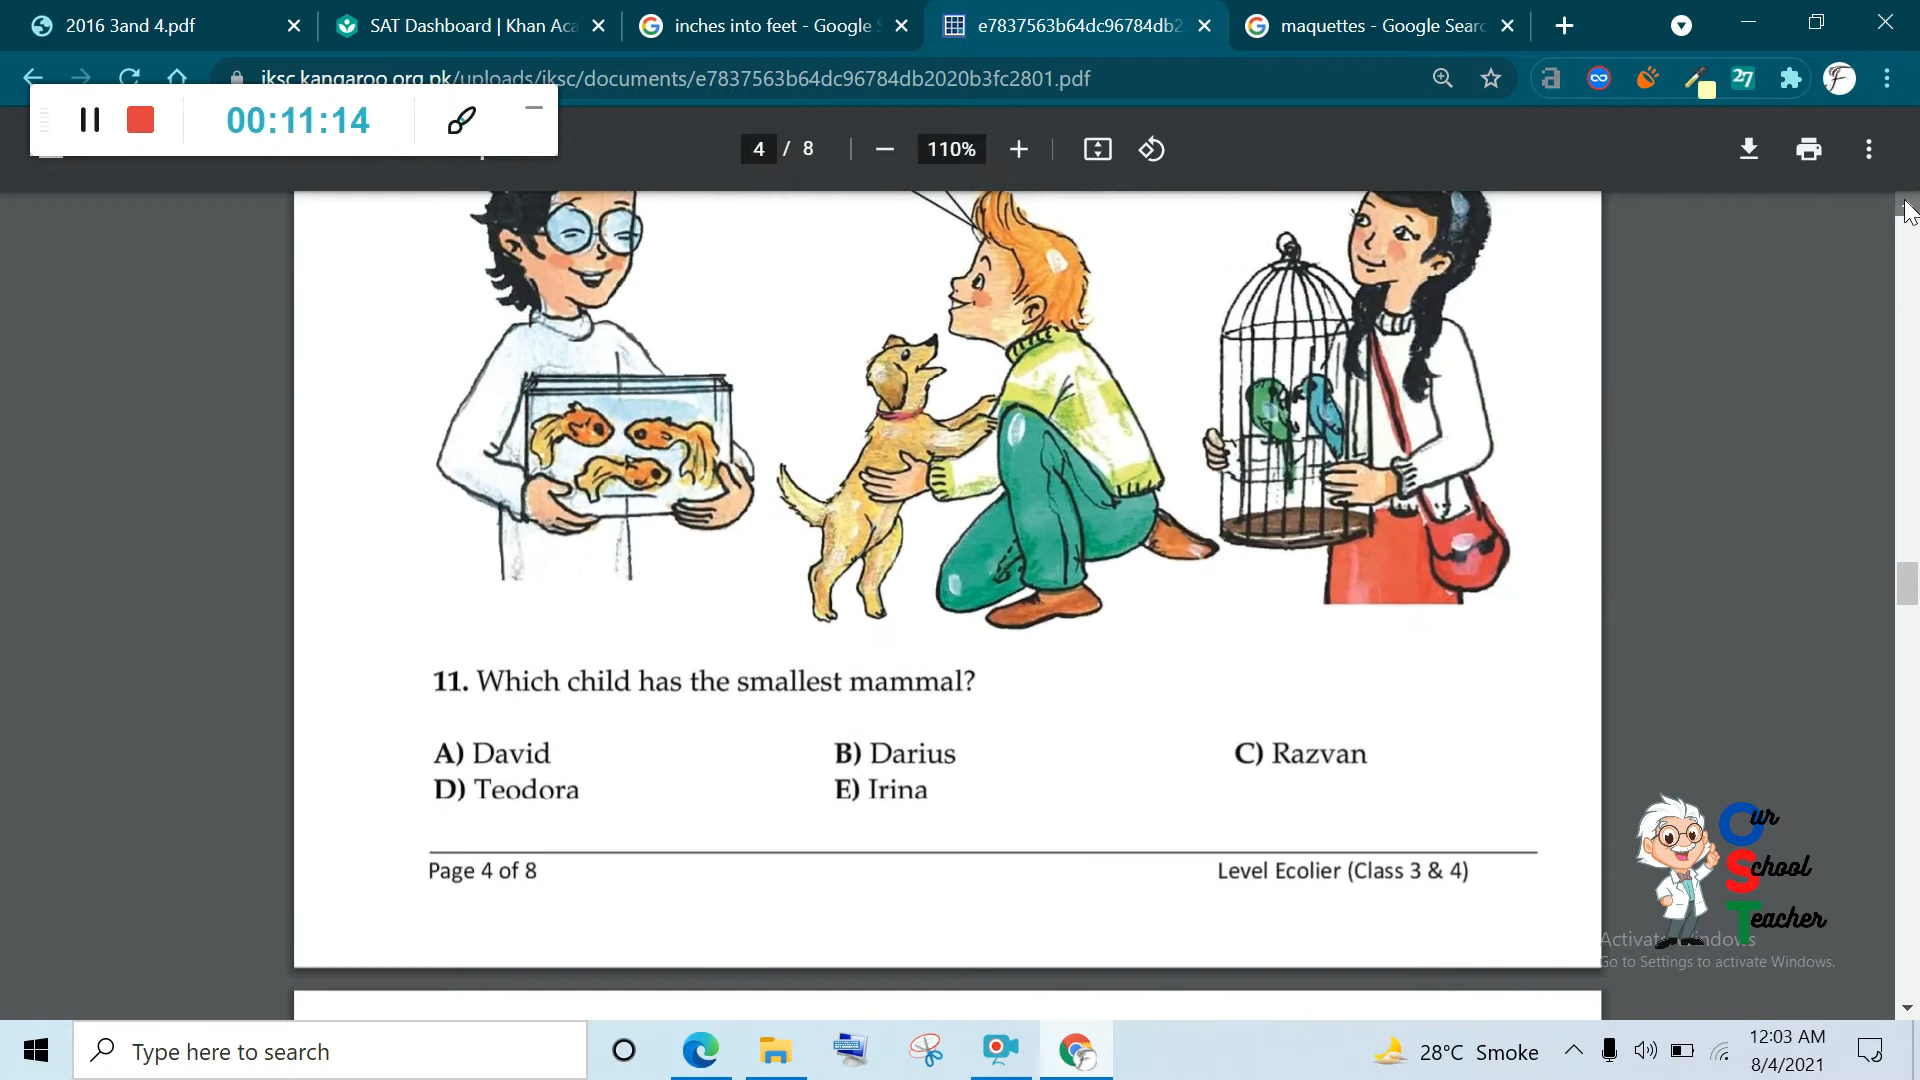 2016 3and 4.pdf
SAT Dashboard | Khan Aca
inches into feet - Google S
e7837563b64dc96784db2
maquettes - Google Searc
iksc.kangaroo.org.pk/uploads/iksc/documents/e7837563b64dc96784db2020b3fc2801.pdf
27
00:11:14
4 / 8
110%
11. Which child has the smallest mammal?
A) David
B) Darius
C) Razvan
D) Teodora
E) Irina
Page 4 of 8
Level Ecolier (Class 3 & 4)
Our
School
Teacher
Activate Windows
Go to Settings to activate Windows.
Type here to search
28°C Smoke
12:03 AM
8/4/2021